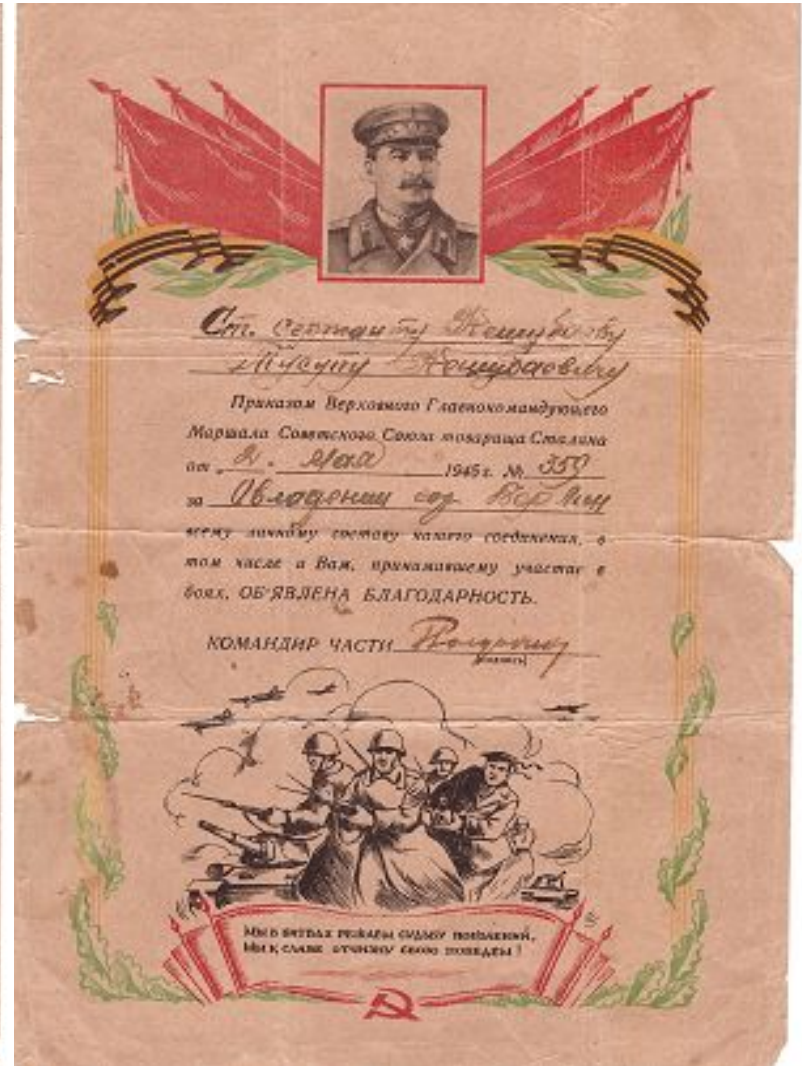 Ст. сержанту
Жусупу
Приказом Верховного Главнокомандующего
Маршала Советского Союза товарища Сталина
от „2. мая 1945 г. № 359
за Овладении гор Берлин
всему личному составу нашего соединения, в
том числе и Вам, принимавшему участие в
боях, ОБ'ЯВЛЕНА БЛАГОДАРНОСТЬ.
КОМАНДИР ЧАСТИ
(подпись)
МЫ В БИТВАХ РЕШАЕМ СУДЬБУ ПОКОЛЕНИЙ,
МЫ К СЛАВЕ ОТЧИЗНУ СВОЮ ПОВЕДЕМ!